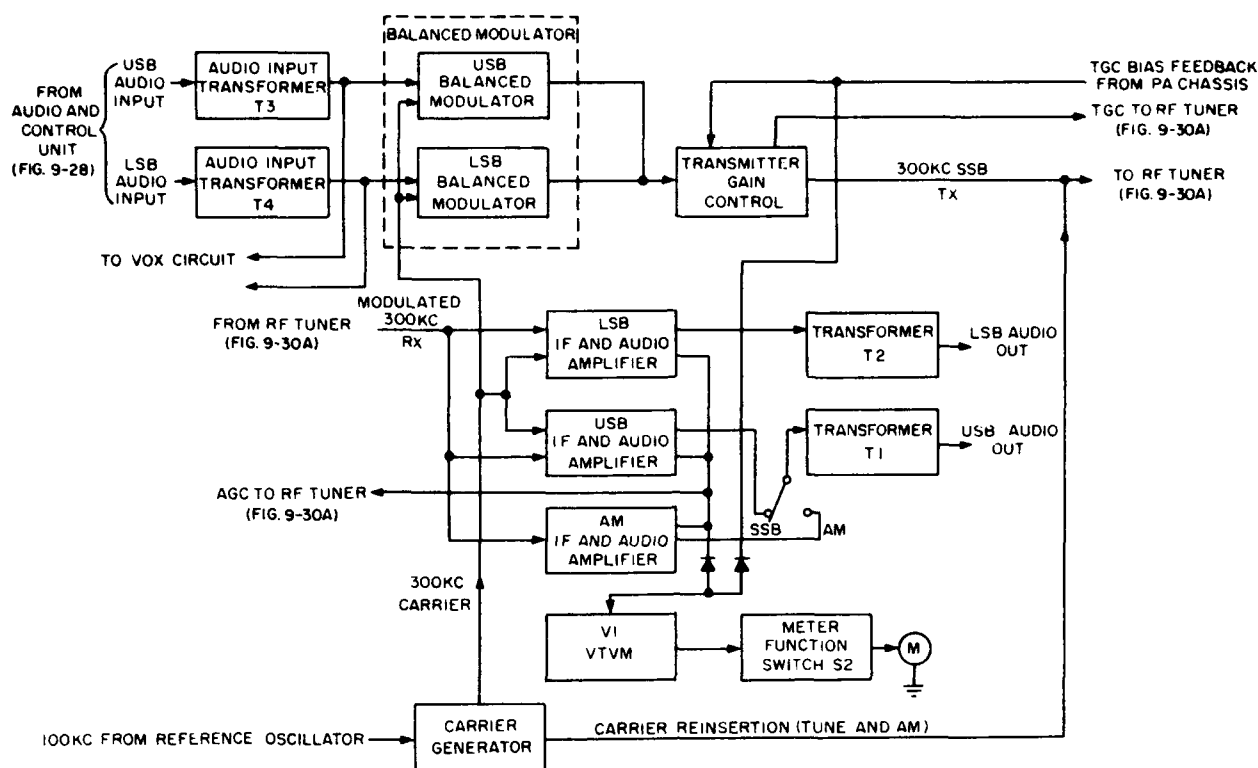 BALANCED MODULATOR
FROM
AUDIO AND
CONTROL
UNIT
(FIG. 9-28)
USB
AUDIO
INPUT
AUDIO INPUT
TRANSFORMER
T3
USB
BALANCED
MODULATOR
TGC BIAS FEEDBACK
FROM PA CHASSIS
TGC TO RF TUNER
(FIG. 9-30A)
LSB
AUDIO
INPUT
AUDIO INPUT
TRANSFORMER
T4
LSB
BALANCED
MODULATOR
TRANSMITTER
GAIN
CONTROL
300KC SSB
TX
TO RF TUNER
(FIG. 9-30A)
TO VOX CIRCUIT
FROM RF TUNER
(FIG. 9-30A)
MODULATED
300KC
RX
LSB
IF AND AUDIO
AMPLIFIER
TRANSFORMER
T2
LSB AUDIO
OUT
USB
IF AND AUDIO
AMPLIFIER
TRANSFORMER
T1
USB AUDIO
OUT
AGC TO RF TUNER
(FIG. 9-30A)
AM
IF AND AUDIO
AMPLIFIER
SSB
AM
300KC
CARRIER
V1
VTVM
METER
FUNCTION
SWITCH S2
M
100KC FROM REFERENCE OSCILLATOR
CARRIER
GENERATOR
CARRIER REINSERTION (TUNE AND AM)